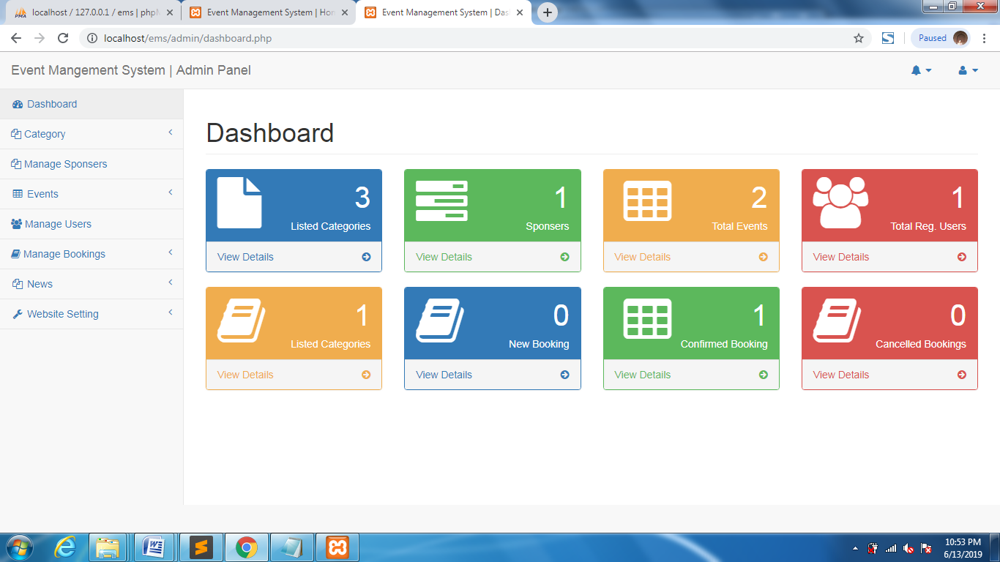 localhost / 127.0.0.1 / ems | phpM
Event Management System | Hom
Event Management System | Das
localhost/ems/admin/dashboard.php
Paused
Event Mangement System | Admin Panel
Dashboard
Category
Manage Sponsers
Events
Manage Users
Manage Bookings
News
Website Setting
Dashboard
3
Listed Categories
View Details
1
Sponsers
View Details
2
Total Events
View Details
1
Total Reg. Users
View Details
1
Listed Categories
View Details
0
New Booking
View Details
1
Confirmed Booking
View Details
0
Cancelled Bookings
View Details
10:53 PM
6/13/2019